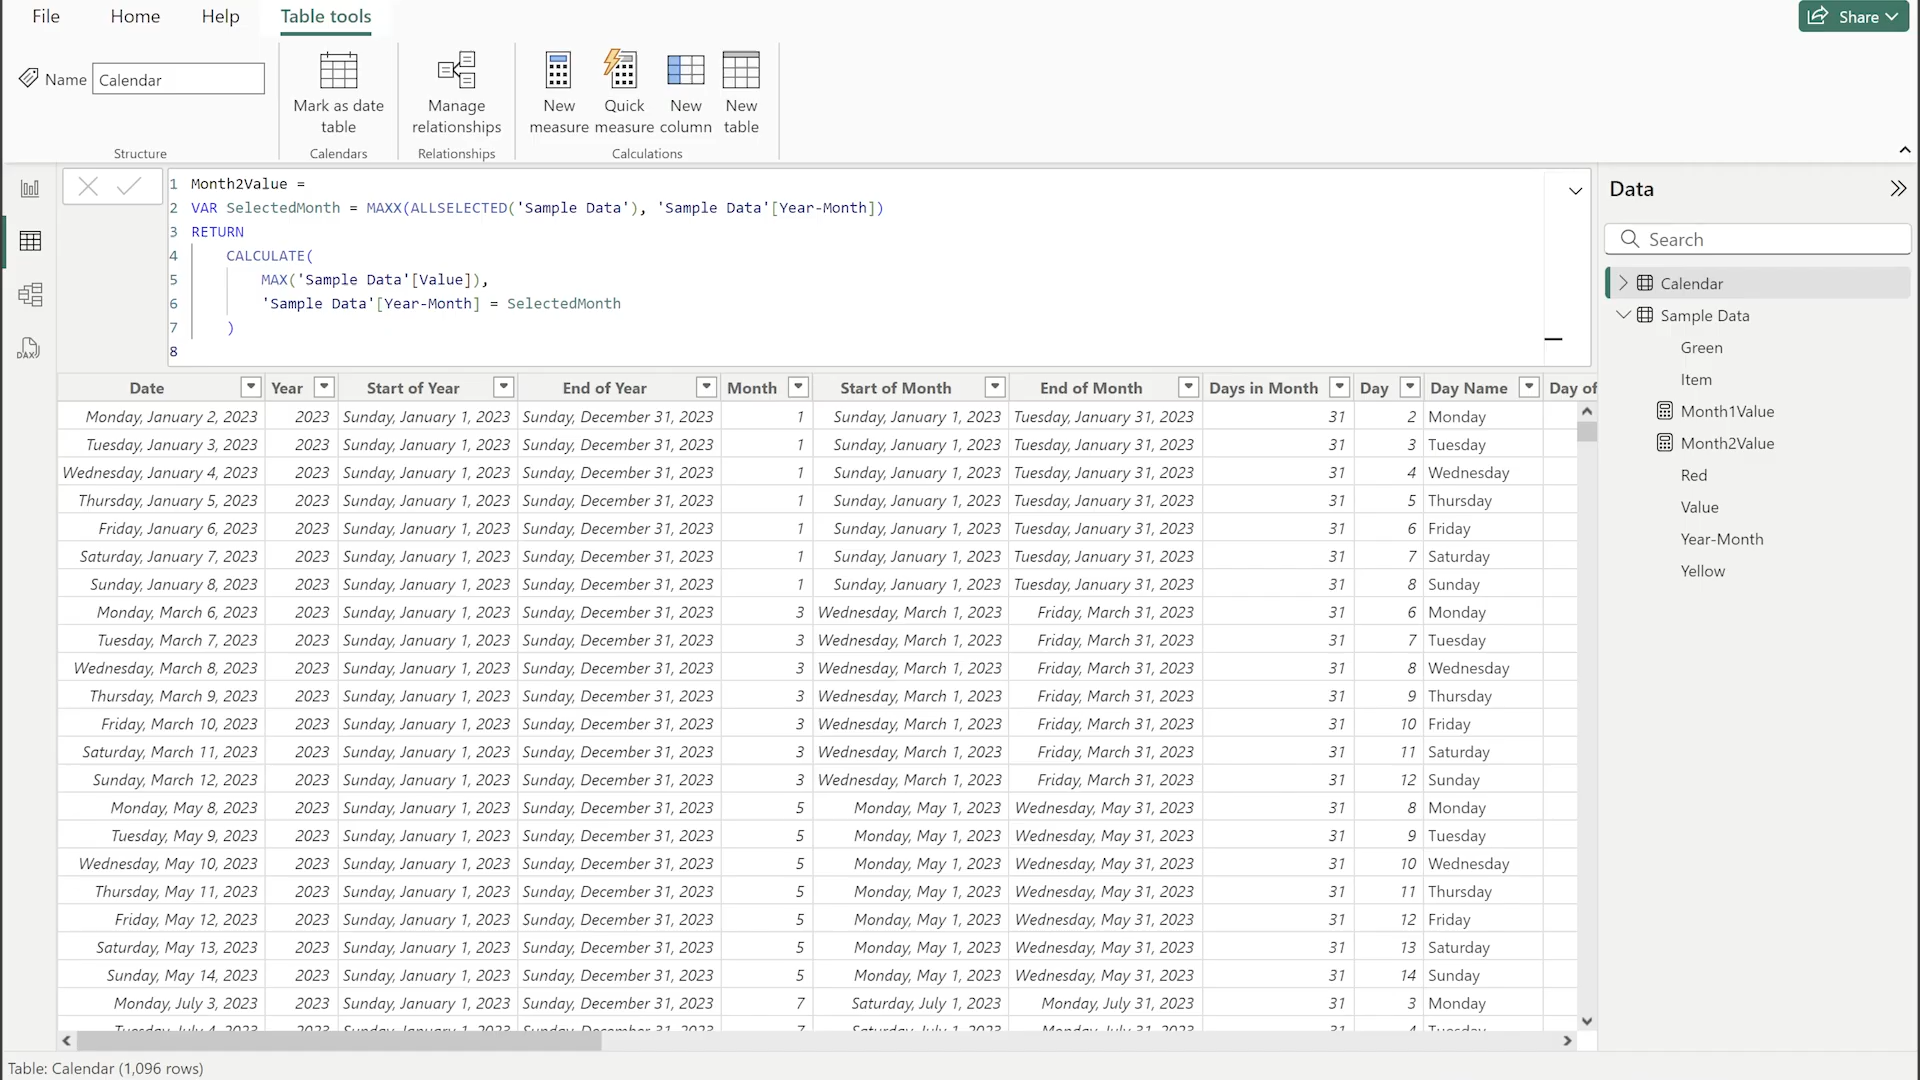 File Home Help Table tools Share
Name Calendar
Mark as date table
Manage relationships
New measure
Quick measure
New column
New table
Structure Calendars Relationships Calculations
1 Month2Value =
2 VAR SelectedMonth = MAXX(ALLSELECTED('Sample Data'), 'Sample Data'[Year-Month])
3 RETURN
4 CALCULATE(
5 MAX('Sample Data'[Value]),
6 'Sample Data'[Year-Month] = SelectedMonth
7 )
8
DAX
Date Year Start of Year End of Year Month Start of Month End of Month Days in Month Day Day Name Day of
Monday, January 2, 2023 2023 Sunday, January 1, 2023 Sunday, December 31, 2023 1 Sunday, January 1, 2023 Tuesday, January 31, 2023 31 2 Monday
Tuesday, January 3, 2023 2023 Sunday, January 1, 2023 Sunday, December 31, 2023 1 Sunday, January 1, 2023 Tuesday, January 31, 2023 31 3 Tuesday
Wednesday, January 4, 2023 2023 Sunday, January 1, 2023 Sunday, December 31, 2023 1 Sunday, January 1, 2023 Tuesday, January 31, 2023 31 4 Wednesday
Thursday, January 5, 2023 2023 Sunday, January 1, 2023 Sunday, December 31, 2023 1 Sunday, January 1, 2023 Tuesday, January 31, 2023 31 5 Thursday
Friday, January 6, 2023 2023 Sunday, January 1, 2023 Sunday, December 31, 2023 1 Sunday, January 1, 2023 Tuesday, January 31, 2023 31 6 Friday
Saturday, January 7, 2023 2023 Sunday, January 1, 2023 Sunday, December 31, 2023 1 Sunday, January 1, 2023 Tuesday, January 31, 2023 31 7 Saturday
Sunday, January 8, 2023 2023 Sunday, January 1, 2023 Sunday, December 31, 2023 1 Sunday, January 1, 2023 Tuesday, January 31, 2023 31 8 Sunday
Monday, March 6, 2023 2023 Sunday, January 1, 2023 Sunday, December 31, 2023 3 Wednesday, March 1, 2023 Friday, March 31, 2023 31 6 Monday
Tuesday, March 7, 2023 2023 Sunday, January 1, 2023 Sunday, December 31, 2023 3 Wednesday, March 1, 2023 Friday, March 31, 2023 31 7 Tuesday
Wednesday, March 8, 2023 2023 Sunday, January 1, 2023 Sunday, December 31, 2023 3 Wednesday, March 1, 2023 Friday, March 31, 2023 31 8 Wednesday
Thursday, March 9, 2023 2023 Sunday, January 1, 2023 Sunday, December 31, 2023 3 Wednesday, March 1, 2023 Friday, March 31, 2023 31 9 Thursday
Friday, March 10, 2023 2023 Sunday, January 1, 2023 Sunday, December 31, 2023 3 Wednesday, March 1, 2023 Friday, March 31, 2023 31 10 Friday
Saturday, March 11, 2023 2023 Sunday, January 1, 2023 Sunday, December 31, 2023 3 Wednesday, March 1, 2023 Friday, March 31, 2023 31 11 Saturday
Sunday, March 12, 2023 2023 Sunday, January 1, 2023 Sunday, December 31, 2023 3 Wednesday, March 1, 2023 Friday, March 31, 2023 31 12 Sunday
Monday, May 8, 2023 2023 Sunday, January 1, 2023 Sunday, December 31, 2023 5 Monday, May 1, 2023 Wednesday, May 31, 2023 31 8 Monday
Tuesday, May 9, 2023 2023 Sunday, January 1, 2023 Sunday, December 31, 2023 5 Monday, May 1, 2023 Wednesday, May 31, 2023 31 9 Tuesday
Wednesday, May 10, 2023 2023 Sunday, January 1, 2023 Sunday, December 31, 2023 5 Monday, May 1, 2023 Wednesday, May 31, 2023 31 10 Wednesday
Thursday, May 11, 2023 2023 Sunday, January 1, 2023 Sunday, December 31, 2023 5 Monday, May 1, 2023 Wednesday, May 31, 2023 31 11 Thursday
Friday, May 12, 2023 2023 Sunday, January 1, 2023 Sunday, December 31, 2023 5 Monday, May 1, 2023 Wednesday, May 31, 2023 31 12 Friday
Saturday, May 13, 2023 2023 Sunday, January 1, 2023 Sunday, December 31, 2023 5 Monday, May 1, 2023 Wednesday, May 31, 2023 31 13 Saturday
Sunday, May 14, 2023 2023 Sunday, January 1, 2023 Sunday, December 31, 2023 5 Monday, May 1, 2023 Wednesday, May 31, 2023 31 14 Sunday
Monday, July 3, 2023 2023 Sunday, January 1, 2023 Sunday, December 31, 2023 7 Saturday, July 1, 2023 Monday, July 31, 2023 31 3 Monday
Tuesday, July 4, 2023 2023 Sunday, January 1, 2023 Sunday, December 31, 2023 7 Saturday, July 1, 2023 Monday, July 31, 2023 31 4 Tuesday
Data
Search
Calendar
Sample Data
Green
Item
Month1Value
Month2Value
Red
Value
Year-Month
Yellow
Table: Calendar (1,096 rows)